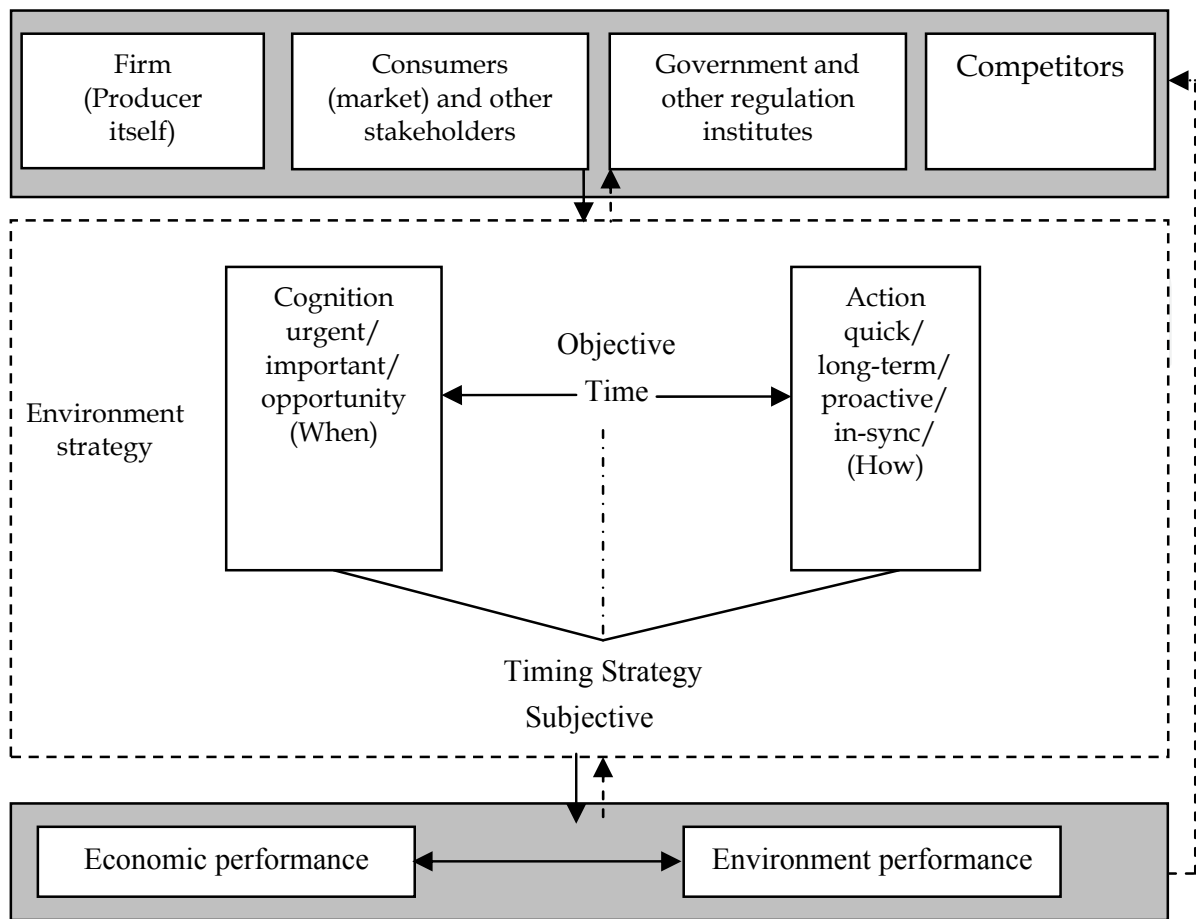 Firm
(Producer
itself)
Consumers
(market) and other
stakeholders
Government and
other regulation
institutes
Competitors
Environment
strategy
Cognition
urgent/
important/
opportunity
(When)
Objective
Time
Action
quick/
long-term/
proactive/
in-sync/
(How)
Timing Strategy
Subjective
Economic performance
Environment performance